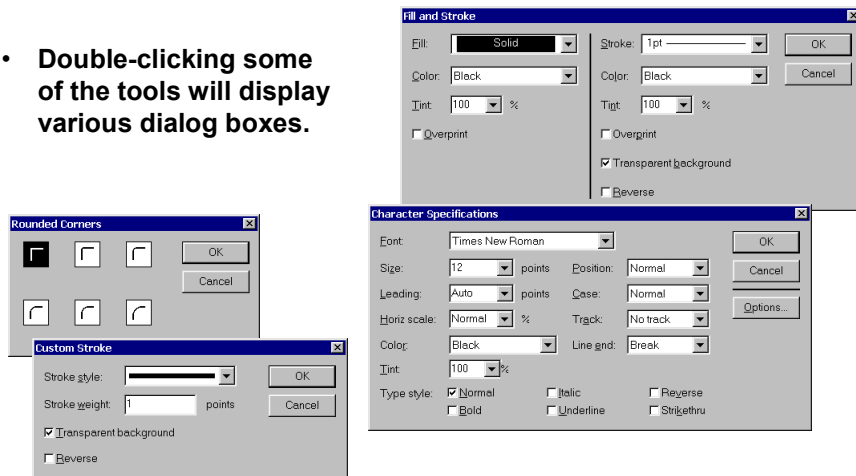 • Double-clicking some
of the tools will display
various dialog boxes.
Fill and Stroke
Fill: Solid Stroke: 1pt OK
Color: Black Color: Black Cancel
Tint: 100 % Tint: 100 %
Overprint Overprint
Transparent background
Reverse
Rounded Corners
OK
Cancel
Custom Stroke
Stroke style: OK
Stroke weight: 1 points Cancel
Transparent background
Reverse
Character Specifications
Font: Times New Roman OK
Size: 12 points Position: Normal Cancel
Leading: Auto points Case: Normal Options...
Horiz scale: Normal % Track: No track
Color: Black Line end: Break
Tint: 100 %
Type style: Normal Italic Reverse
Bold Underline Strikethru